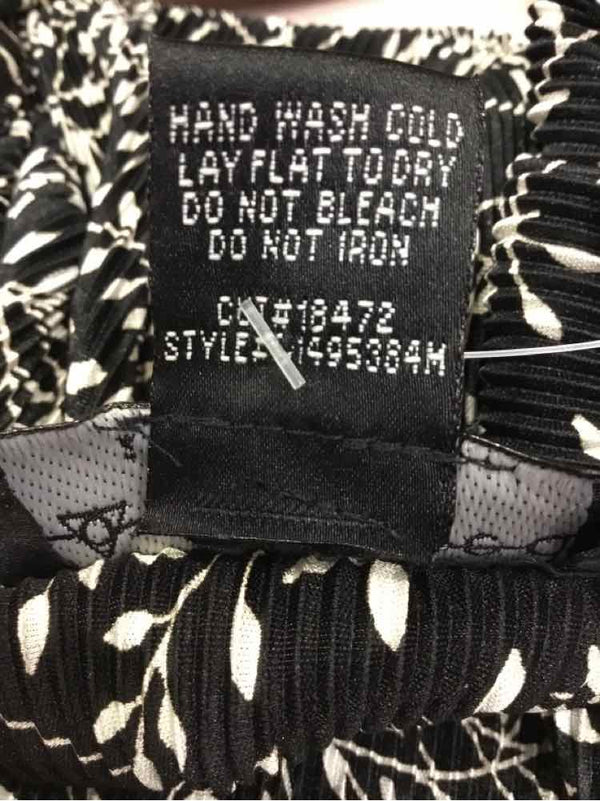 HAND WASH COLD
LAY FLAT TO DRY
DO NOT BLEACH
DO NOT IRON
CUT#18472